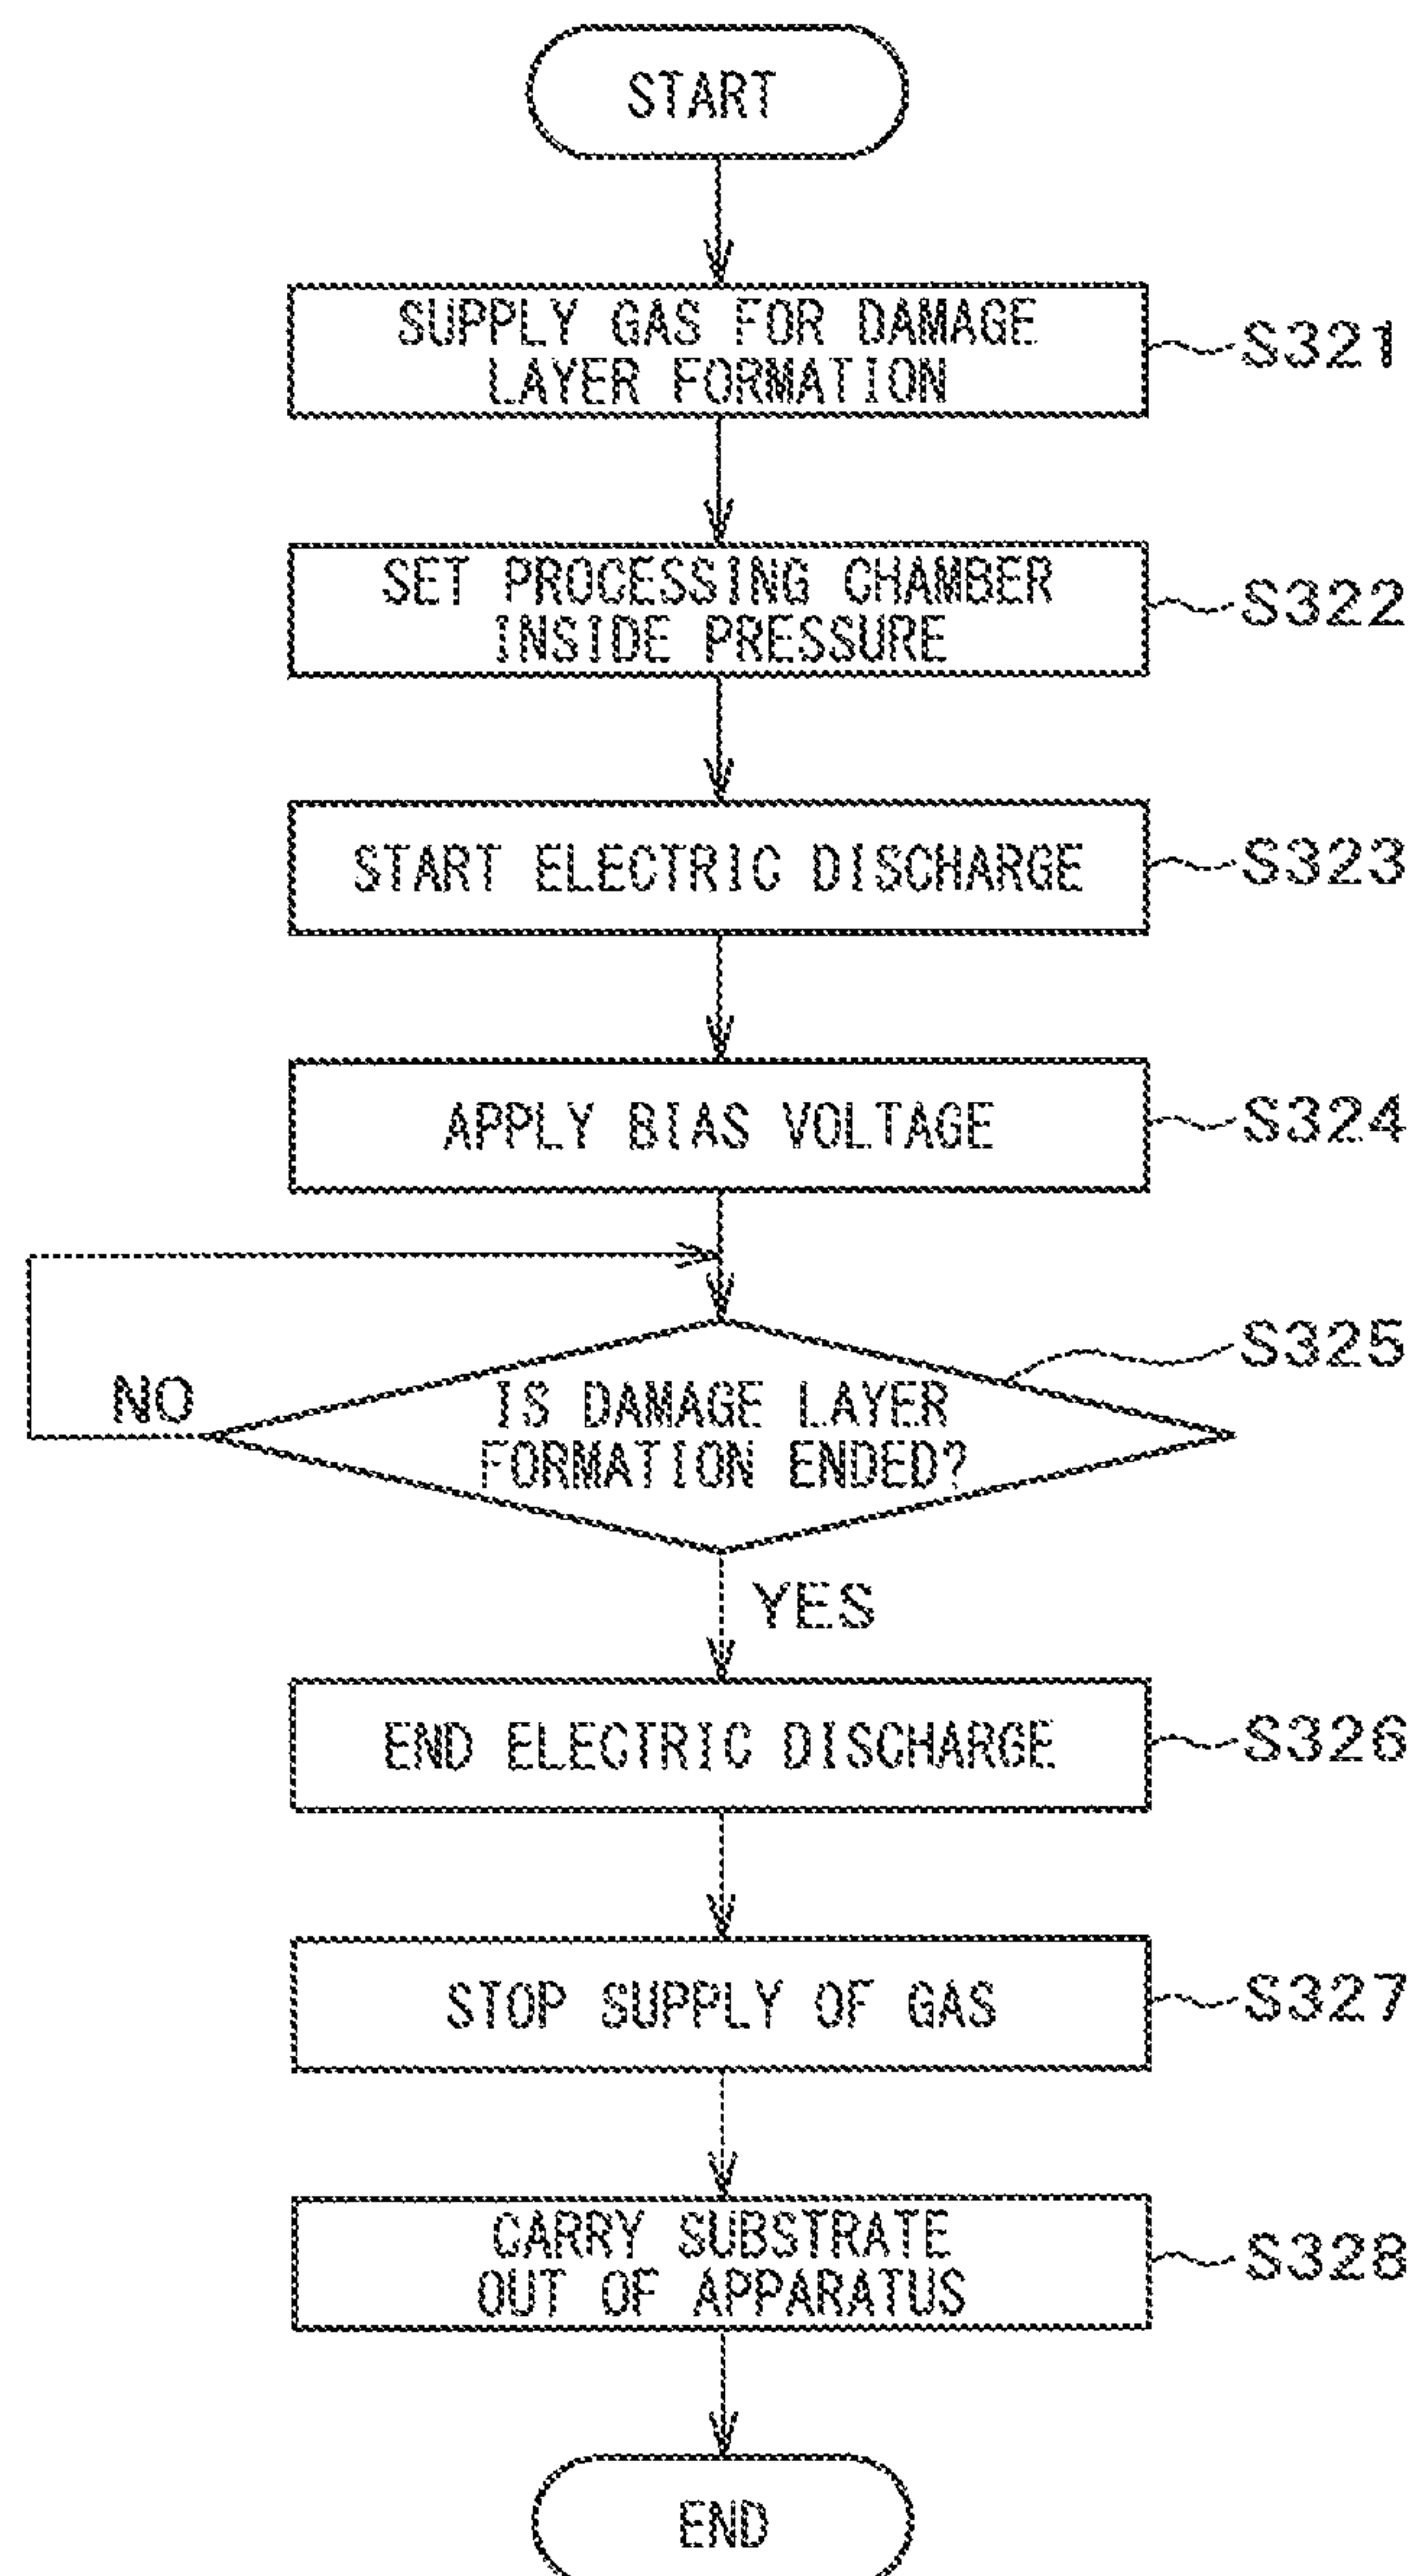 START
SUPPLY GAS FOR DAMAGE
LAYER FORMATION
S321
SET PROCESSING CHAMBER
INSIDE PRESSURE
S322
START ELECTRIC DISCHARGE
S323
APPLY BIAS VOLTAGE
S324
IS DAMAGE LAYER
FORMATION ENDED?
S325
NO
YES
END ELECTRIC DISCHARGE
S326
STOP SUPPLY OF GAS
S327
CARRY SUBSTRATE
OUT OF APPARATUS
S328
END